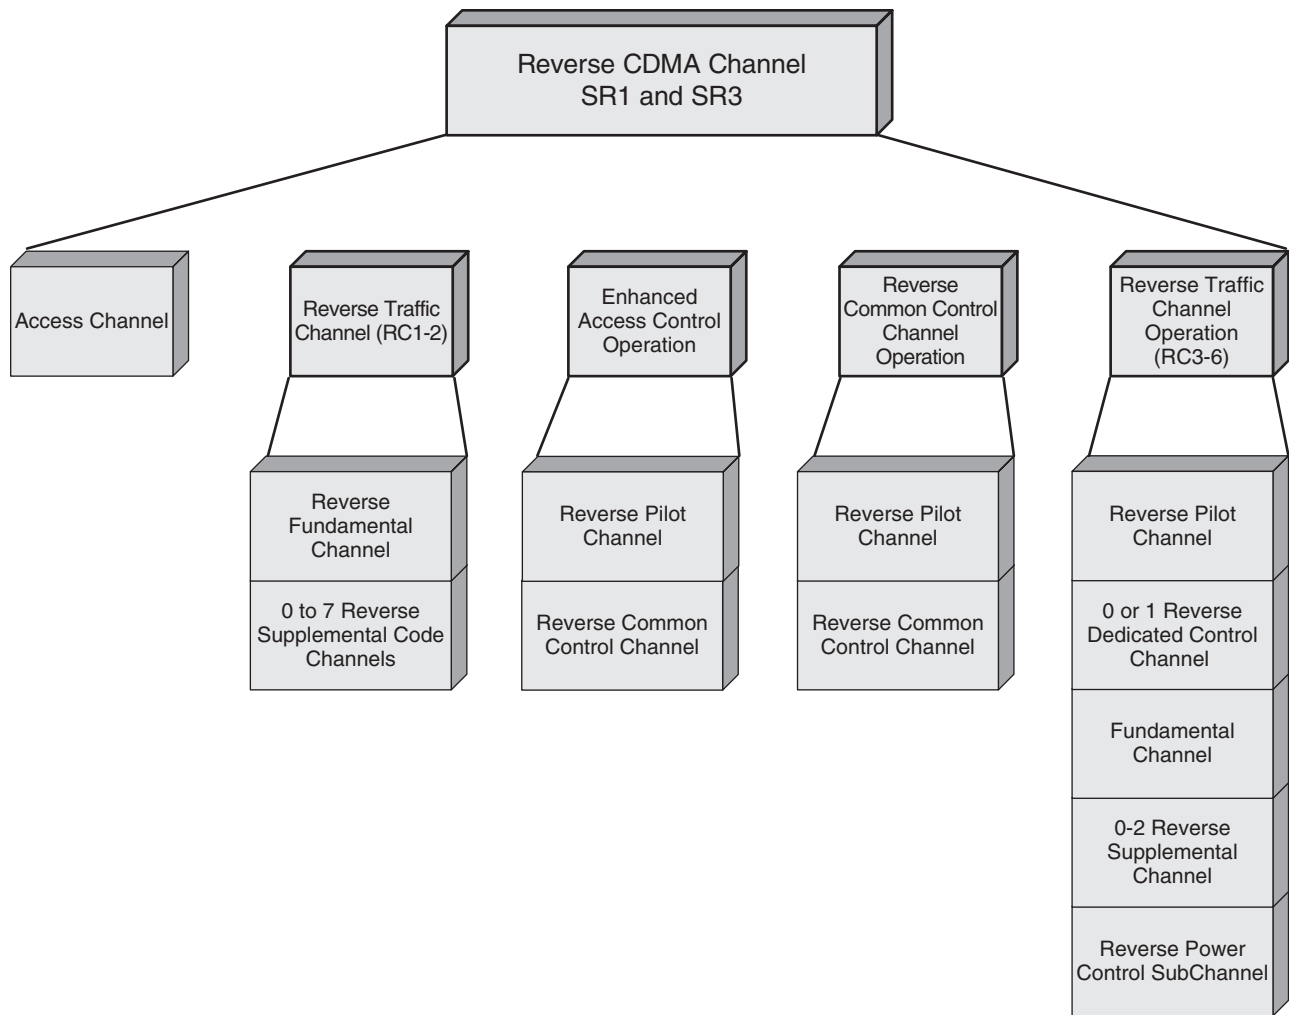 Reverse CDMA Channel
SR1 and SR3
Access Channel
Reverse Traffic
Channel (RC1-2)
Enhanced
Access Control
Operation
Reverse
Common Control
Channel
Operation
Reverse Traffic
Channel
Operation
(RC3-6)
Reverse
Fundamental
Channel
0 to 7 Reverse
Supplemental Code
Channels
Reverse Pilot
Channel
Reverse Common
Control Channel
Reverse Pilot
Channel
Reverse Common
Control Channel
Reverse Pilot
Channel
0 or 1 Reverse
Dedicated Control
Channel
Fundamental
Channel
0-2 Reverse
Supplemental
Channel
Reverse Power
Control SubChannel